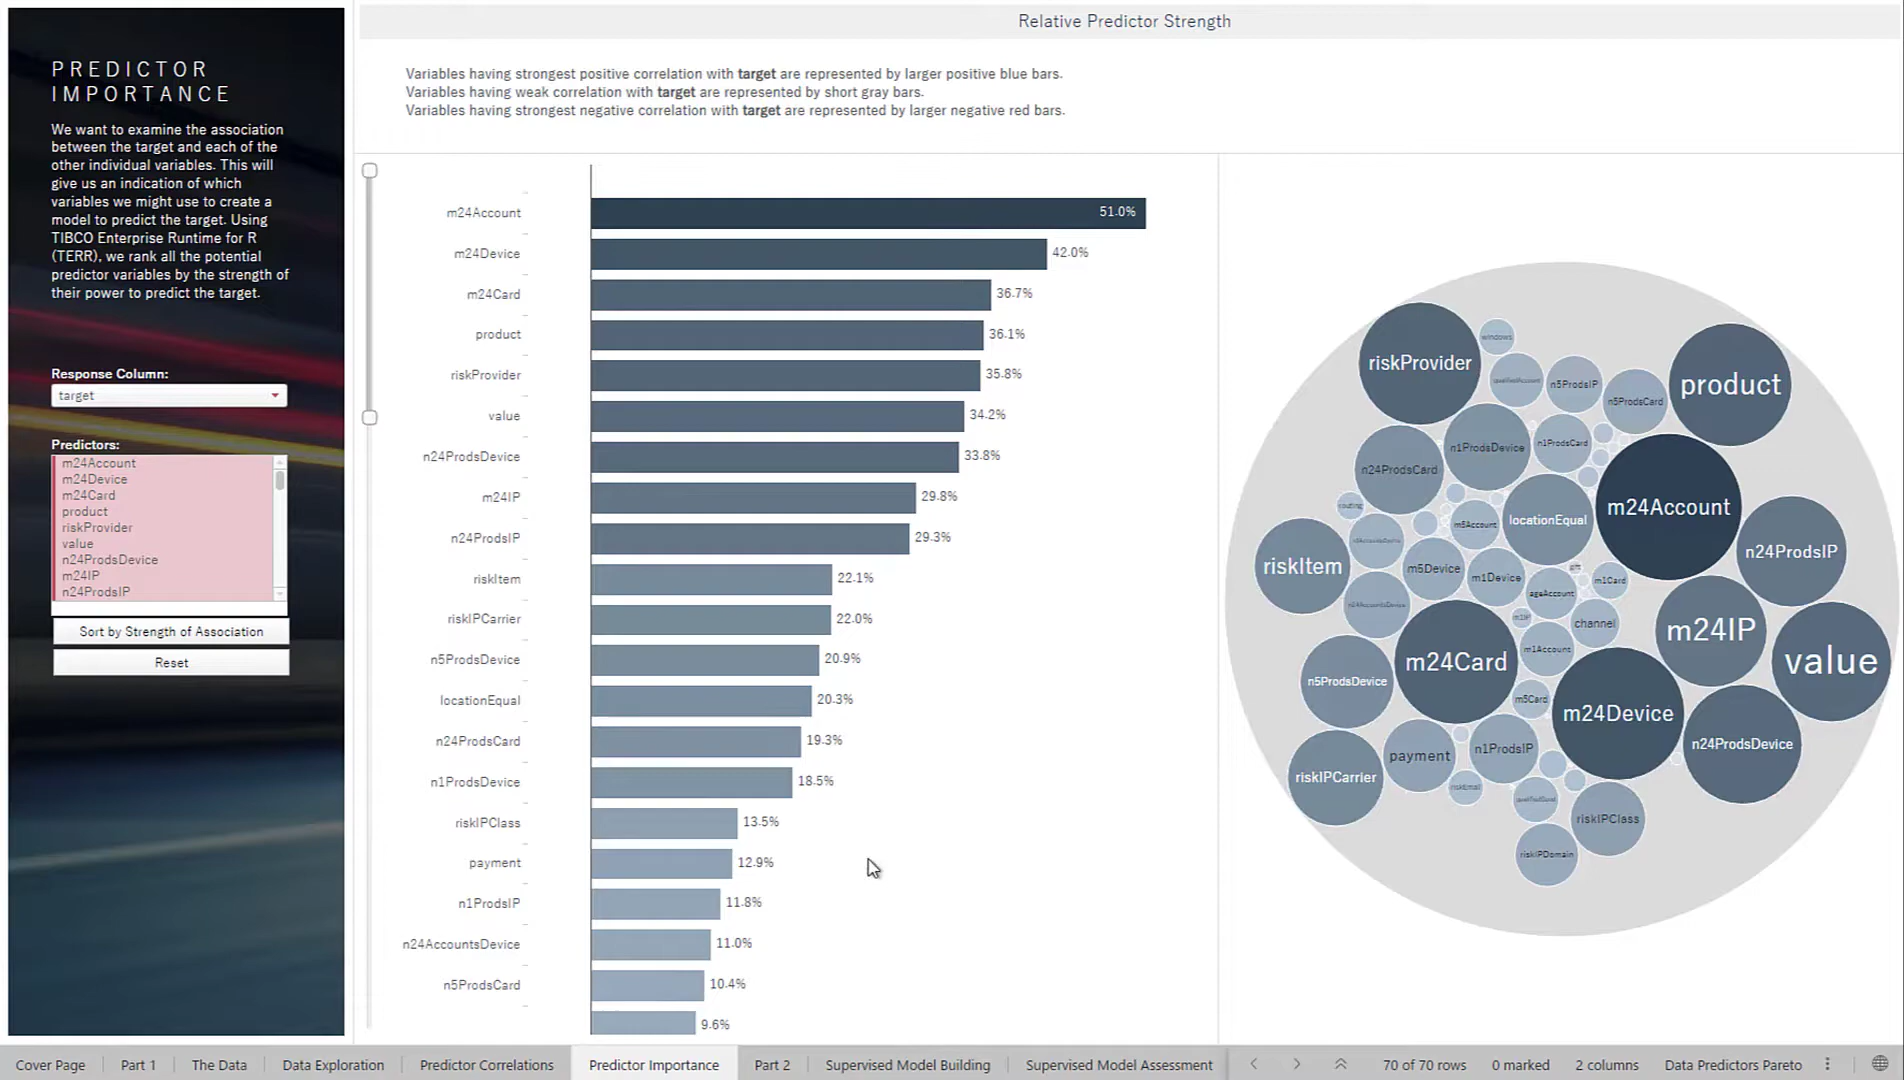 PREDICTOR
IMPORTANCE
We want to examine the association
between the target and each of the
other individual variables. This will
give us an indication of which
variables we might use to create a
model to predict the target. Using
TIBCO Enterprise Runtime for R
(TERR), we rank all the potential
predictor variables by the strength of
their power to predict the target.
Response Column:
target
Predictors:
m24Account
m24Device
m24Card
product
riskProvider
value
n24ProdsDevice
m24IP
n24ProdsIP
Sort by Strength of Association
Reset
Relative Predictor Strength
Variables having strongest positive correlation with target are represented by larger positive blue bars.
Variables having weak correlation with target are represented by short gray bars.
Variables having strongest negative correlation with target are represented by larger negative red bars.
m24Account 51.0%
m24Device 42.0%
m24Card 36.7%
product 36.1%
riskProvider 35.8%
value 34.2%
n24ProdsDevice 33.8%
m24IP 29.8%
n24ProdsIP 29.3%
riskItem 22.1%
riskIPCarrier 22.0%
n5ProdsDevice 20.9%
locationEqual 20.3%
n24ProdsCard 19.3%
n1ProdsDevice 18.5%
riskIPClass 13.5%
payment 12.9%
n1ProdsIP 11.8%
n24AccountsDevice 11.0%
n5ProdsCard 10.4%
9.6%
windows
riskProvider
product
n5ProdsIP
n5ProdsCard
n1ProdsDevice
n1ProdsCard
n24ProdsCard
m24Account
routing
locationEqual
m5Account
n24ProdsIP
riskItem
m5Device
m1Device
m1Card
ageAccount
n24AccountsDevice
channel
m24IP
m1IP
m1Account
m24Card
value
n5ProdsDevice
m5Card
m24Device
n24ProdsDevice
payment
n1ProdsIP
riskIPCarrier
riskEmail
riskIPClass
riskIPDomain
Cover Page
Part 1
The Data
Data Exploration
Predictor Correlations
Predictor Importance
Part 2
Supervised Model Building
Supervised Model Assessment
70 of 70 rows
0 marked
2 columns
Data Predictors Pareto